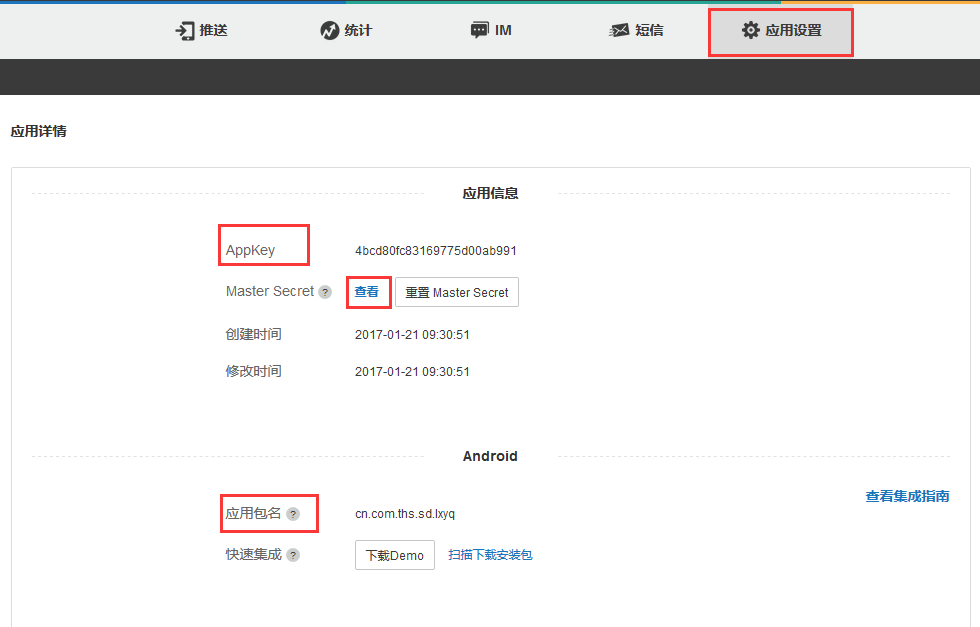 推送 统计 IM 短信 应用设置
应用详情
应用信息
AppKey 4bcd80fc83169775d00ab991
Master Secret ? 查看 重置 Master Secret
创建时间 2017-01-21 09:30:51
修改时间 2017-01-21 09:30:51
Android
查看集成指南
应用包名 ? cn.com.ths.sd.lxyq
快速集成 ? 下载Demo 扫描下载安装包